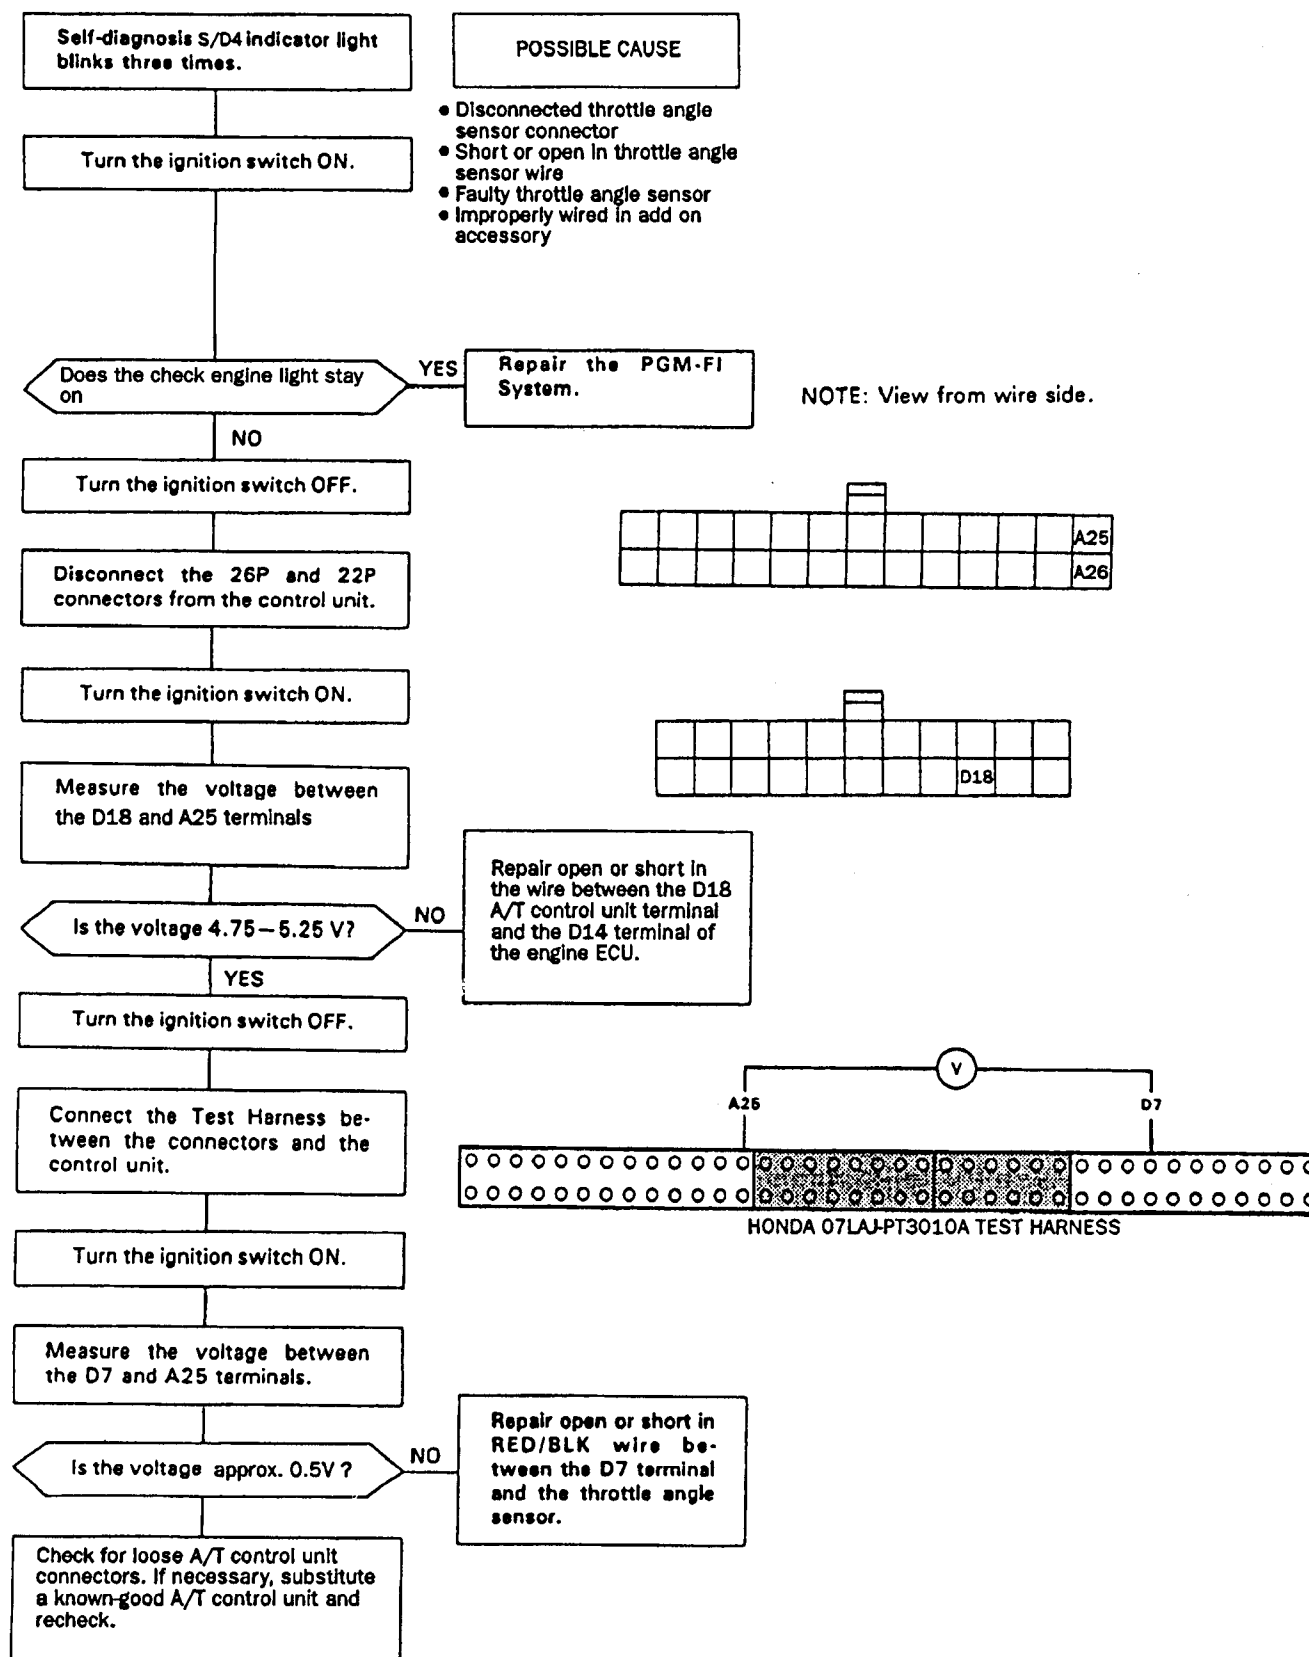 Self-diagnosis S/D4 indicator light
blinks three times.
POSSIBLE CAUSE
• Disconnected throttle angle
sensor connector
• Short or open in throttle angle
sensor wire
• Faulty throttle angle sensor
• Improperly wired in add on
accessory
Turn the ignition switch ON.
Does the check engine light stay
on
YES
Repair the PGM-FI
System.
NOTE: View from wire side.
NO
Turn the ignition switch OFF.
A25
A26
Disconnect the 26P and 22P
connectors from the control unit.
Turn the ignition switch ON.
D18
Measure the voltage between
the D18 and A25 terminals
Is the voltage 4.75–5.25 V?
NO
Repair open or short in
the wire between the D18
A/T control unit terminal
and the D14 terminal of
the engine ECU.
YES
Turn the ignition switch OFF.
V
A25
D7
Connect the Test Harness be-
tween the connectors and the
control unit.
HONDA 07LAJ-PT3010A TEST HARNESS
Turn the ignition switch ON.
Measure the voltage between
the D7 and A25 terminals.
Is the voltage approx. 0.5V ?
NO
Repair open or short in
RED/BLK wire be-
tween the D7 terminal
and the throttle angle
sensor.
Check for loose A/T control unit
connectors. If necessary, substitute
a known-good A/T control unit and
recheck.